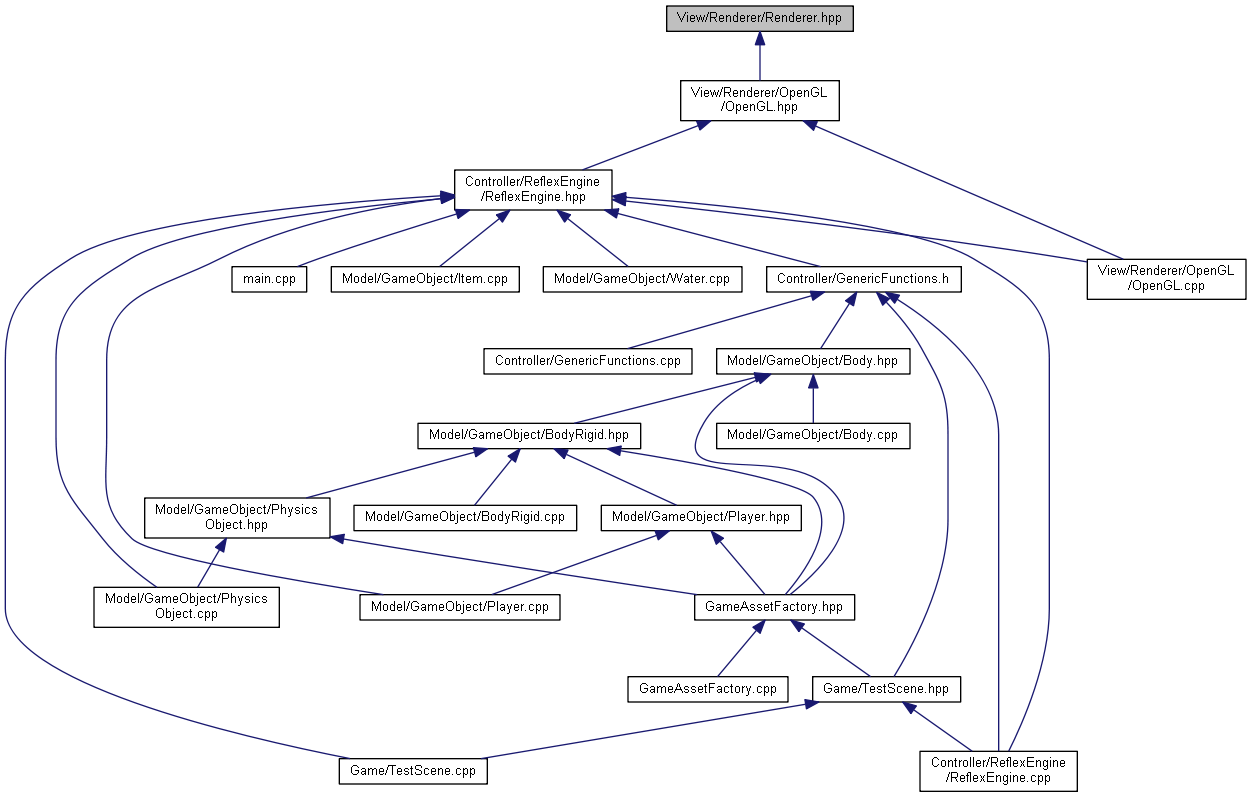 View/Renderer/Renderer.hpp
View/Renderer/OpenGL
/OpenGL.hpp
Controller/ReflexEngine
/ReflexEngine.hpp
main.cpp
Model/GameObject/Item.cpp
Model/GameObject/Water.cpp
Controller/GenericFunctions.h
View/Renderer/OpenGL
/OpenGL.cpp
Controller/GenericFunctions.cpp
Model/GameObject/Body.hpp
Model/GameObject/BodyRigid.hpp
Model/GameObject/Body.cpp
Model/GameObject/Physics
Object.hpp
Model/GameObject/BodyRigid.cpp
Model/GameObject/Player.hpp
Model/GameObject/Physics
Object.cpp
Model/GameObject/Player.cpp
GameAssetFactory.hpp
GameAssetFactory.cpp
Game/TestScene.hpp
Game/TestScene.cpp
Controller/ReflexEngine
/ReflexEngine.cpp